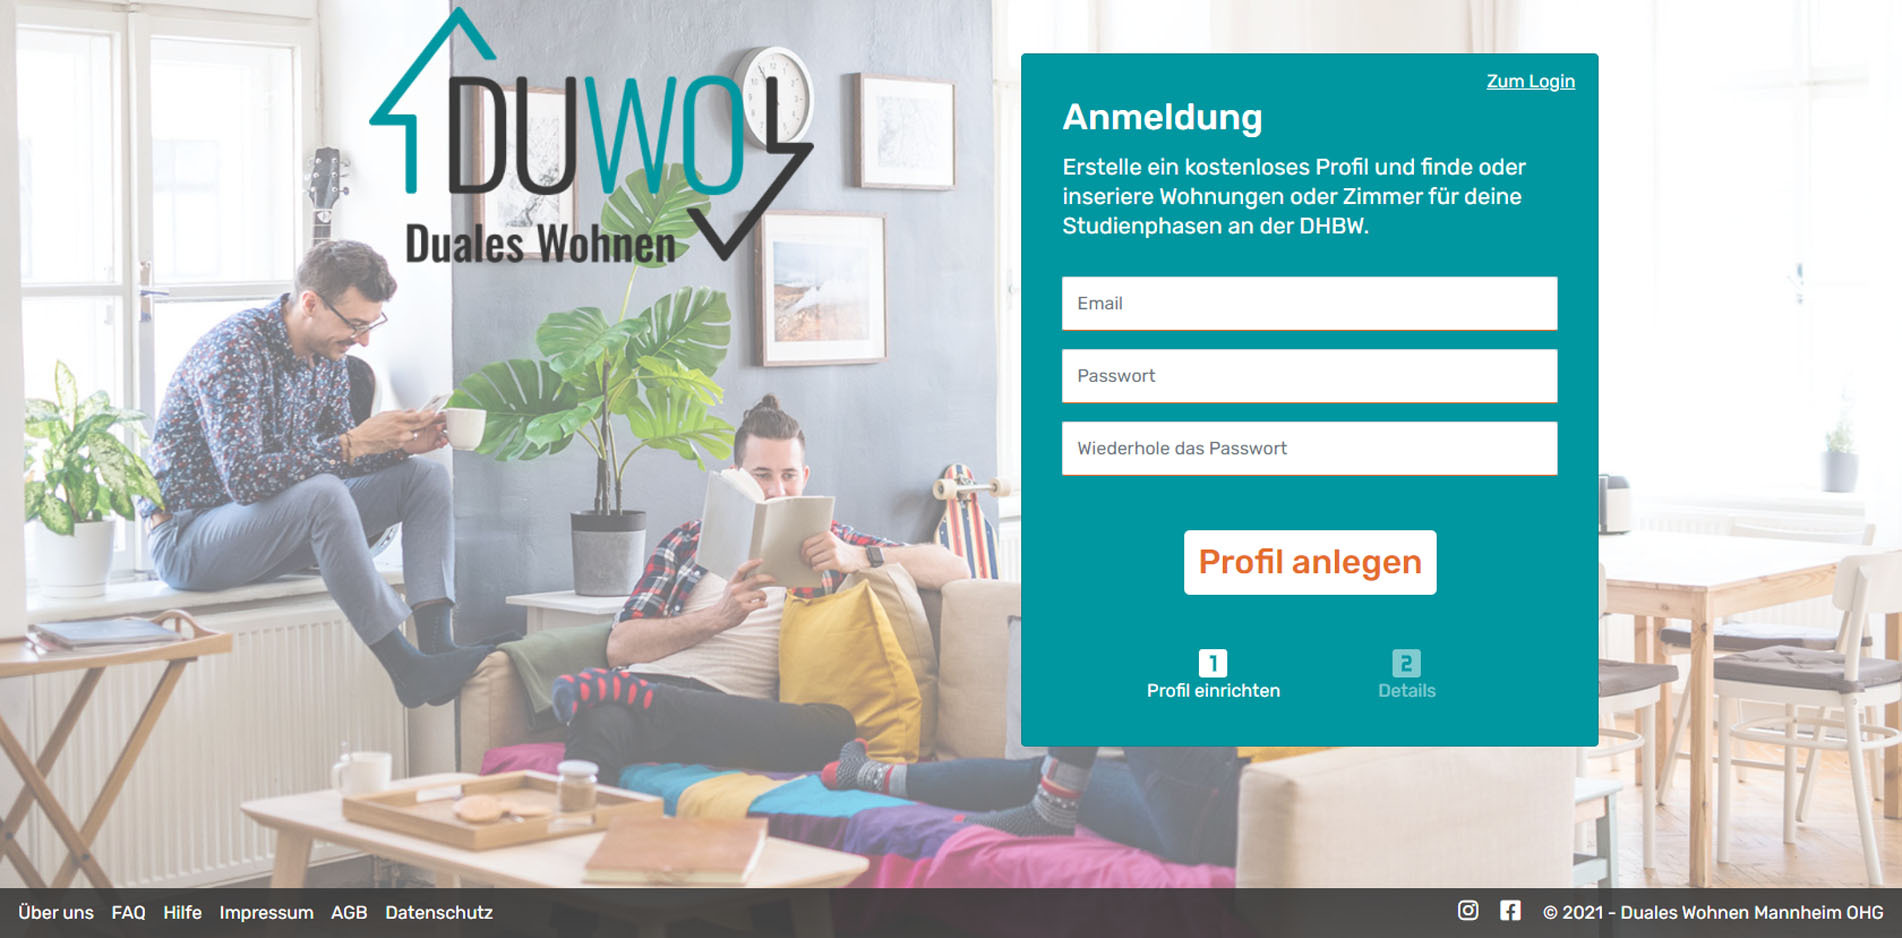 DUWO
Duales Wohnen
Zum Login
Anmeldung
Erstelle ein kostenloses Profil und finde oder
inseriere Wohnungen oder Zimmer für deine
Studienphasen an der DHBW.
Email
Passwort
Wiederhole das Passwort
Profil anlegen
1
Profil einrichten
2
Details
Über uns FAQ Hilfe Impressum AGB Datenschutz
© 2021 - Duales Wohnen Mannheim OHG